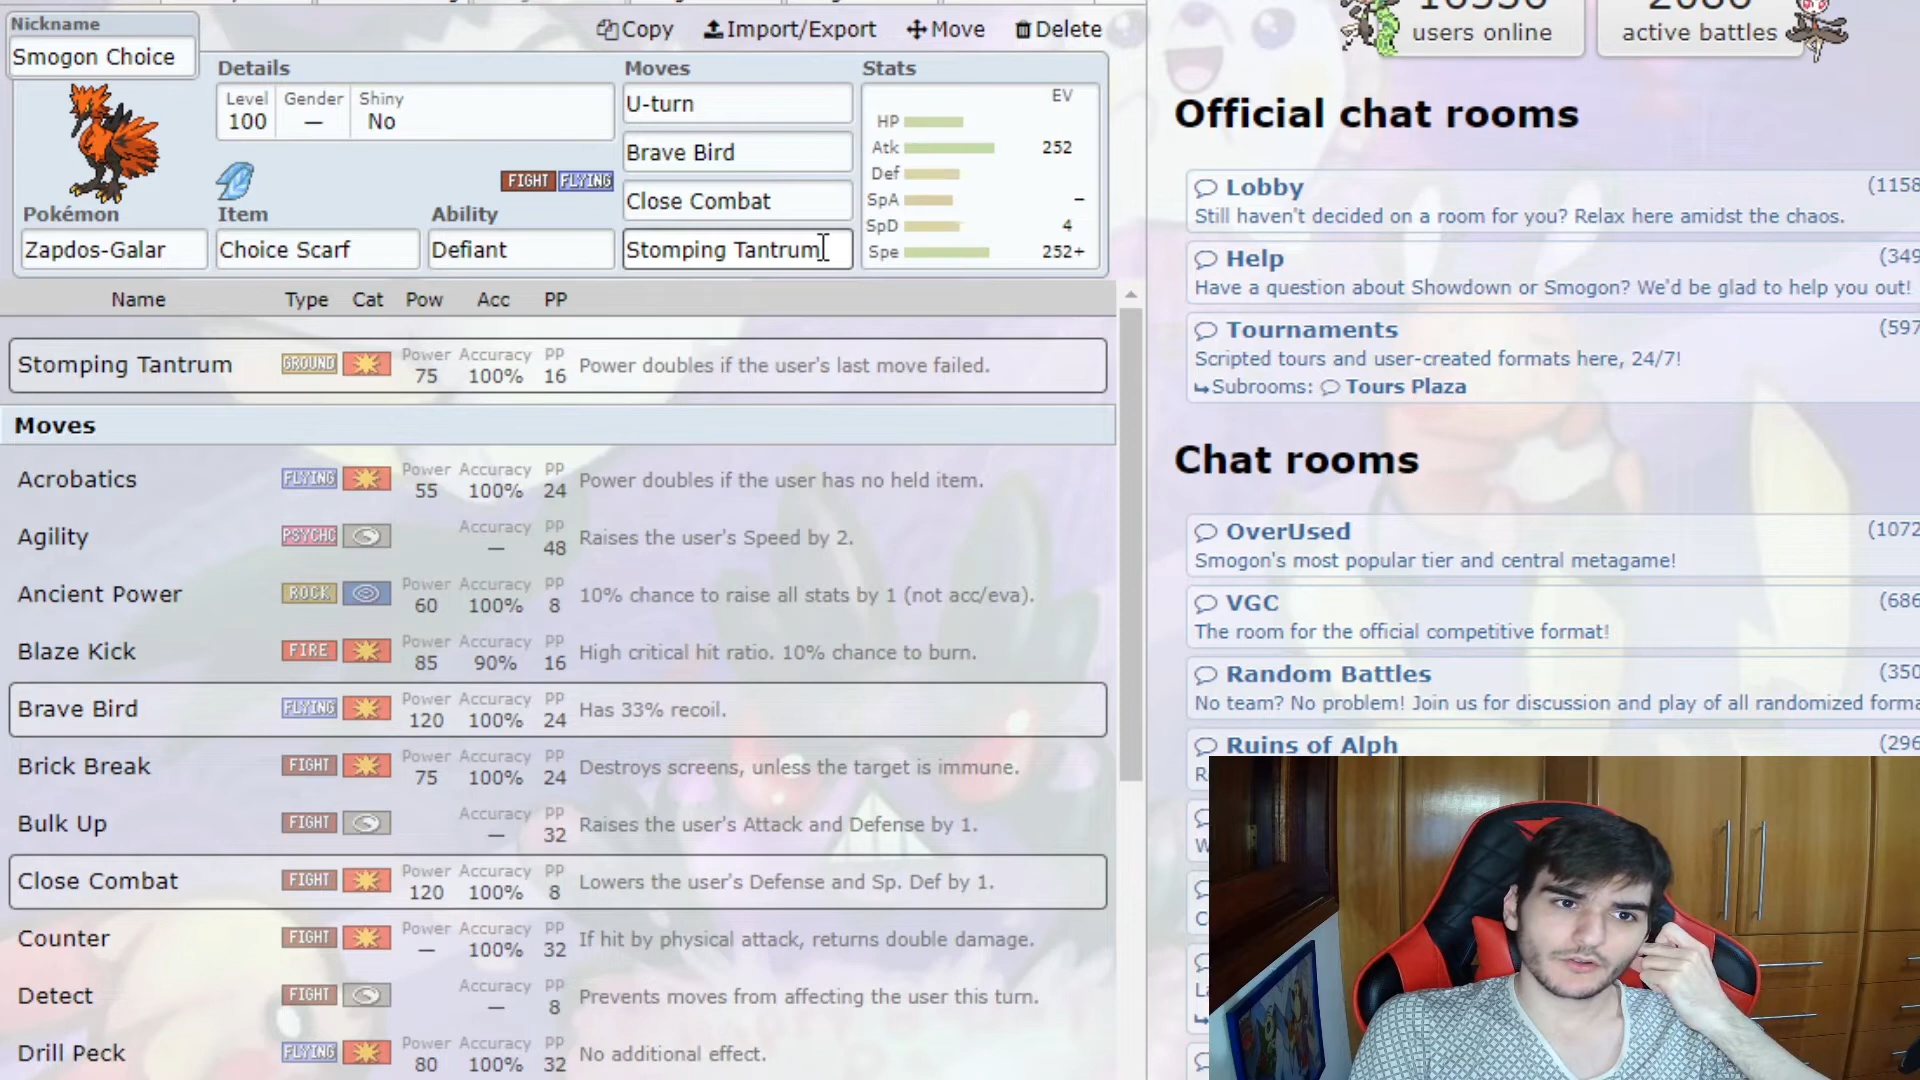 Nickname
Smogon Choice
Copy Import/Export Move Delete
users online
active battles
Details
Level Gender Shiny
100 — No
FIGHT FLYING
Pokémon Item Ability
Zapdos-Galar Choice Scarf Defiant
Moves
U-turn
Brave Bird
Close Combat
Stomping Tantrum
Stats
EV
HP
Atk 252
Def
SpA –
SpD 4
Spe 252+
Name Type Cat Pow Acc PP
Stomping Tantrum GROUND Power 75 Accuracy 100% PP 16 Power doubles if the user's last move failed.
Moves
Acrobatics FLYING Power 55 Accuracy 100% PP 24 Power doubles if the user has no held item.
Agility PSYCHC Accuracy — PP 48 Raises the user's Speed by 2.
Ancient Power ROCK Power 60 Accuracy 100% PP 8 10% chance to raise all stats by 1 (not acc/eva).
Blaze Kick FIRE Power 85 Accuracy 90% PP 16 High critical hit ratio. 10% chance to burn.
Brave Bird FLYING Power 120 Accuracy 100% PP 24 Has 33% recoil.
Brick Break FIGHT Power 75 Accuracy 100% PP 24 Destroys screens, unless the target is immune.
Bulk Up FIGHT Accuracy — PP 32 Raises the user's Attack and Defense by 1.
Close Combat FIGHT Power 120 Accuracy 100% PP 8 Lowers the user's Defense and Sp. Def by 1.
Counter FIGHT Power — Accuracy 100% PP 32 If hit by physical attack, returns double damage.
Detect FIGHT Accuracy — PP 8 Prevents moves from affecting the user this turn.
Drill Peck FLYING Power 80 Accuracy 100% PP 32 No additional effect.
Official chat rooms
Lobby (1158
Still haven't decided on a room for you? Relax here amidst the chaos.
Help (349
Have a question about Showdown or Smogon? We'd be glad to help you out!
Tournaments (597
Scripted tours and user-created formats here, 24/7!
↳Subrooms: Tours Plaza
Chat rooms
OverUsed (1072
Smogon's most popular tier and central metagame!
VGC (686
The room for the official competitive format!
Random Battles (350
No team? No problem! Join us for discussion and play of all randomized forma
Ruins of Alph (296